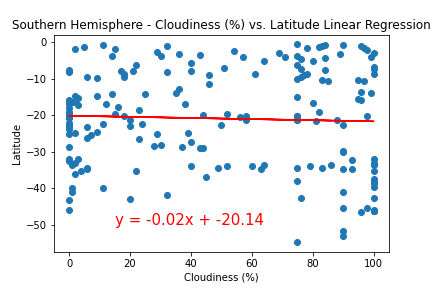 Southern Hemisphere - Cloudiness (%) vs. Latitude Linear Regression
0
−10
−20
−30
−40
−50
Latitude
y = -0.02x + -20.14
0 20 40 60 80 100
Cloudiness (%)